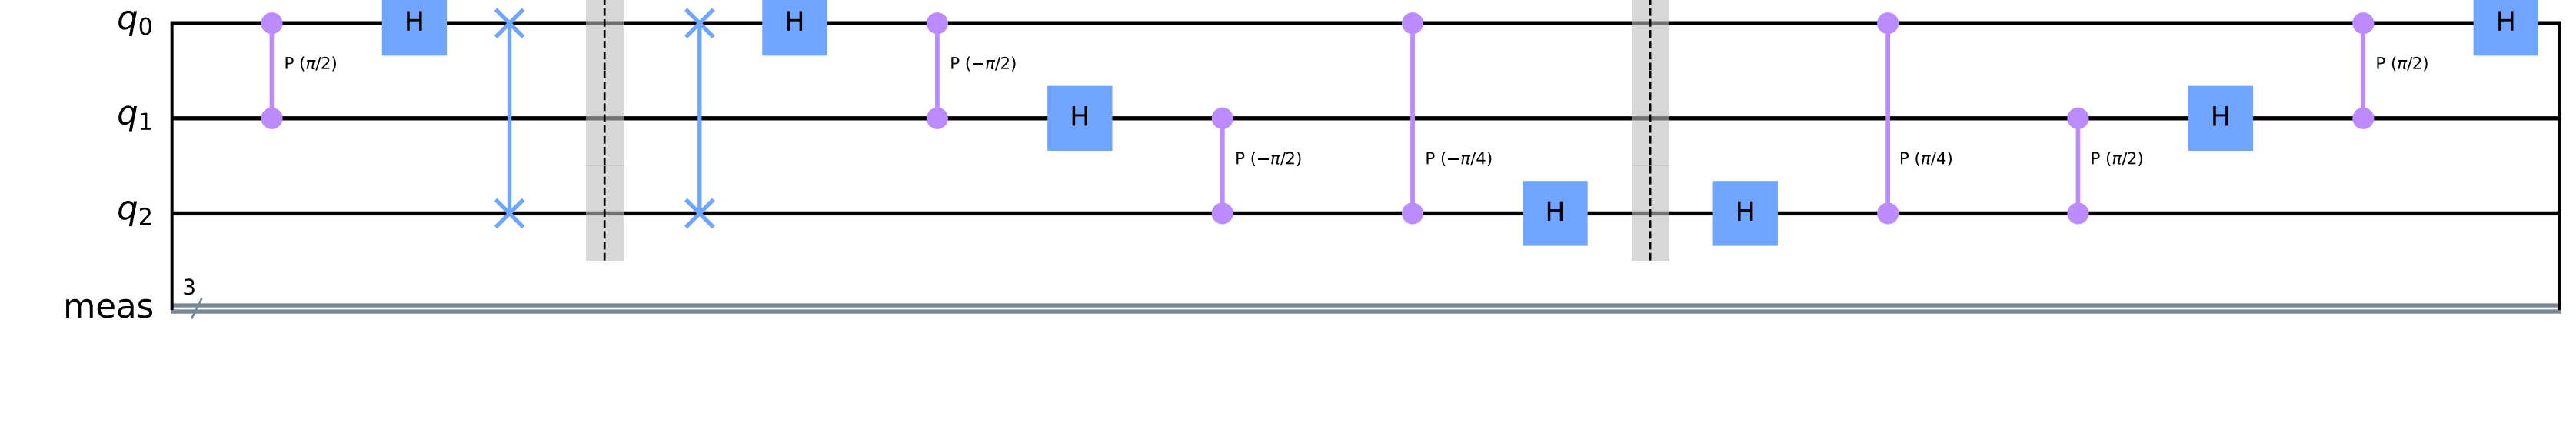 q0 H H H
P (π/2) P (−π/2) P (π/2)
q1 H H
P (−π/2) P (−π/4) P (π/4) P (π/2)
q2 H H
3
meas